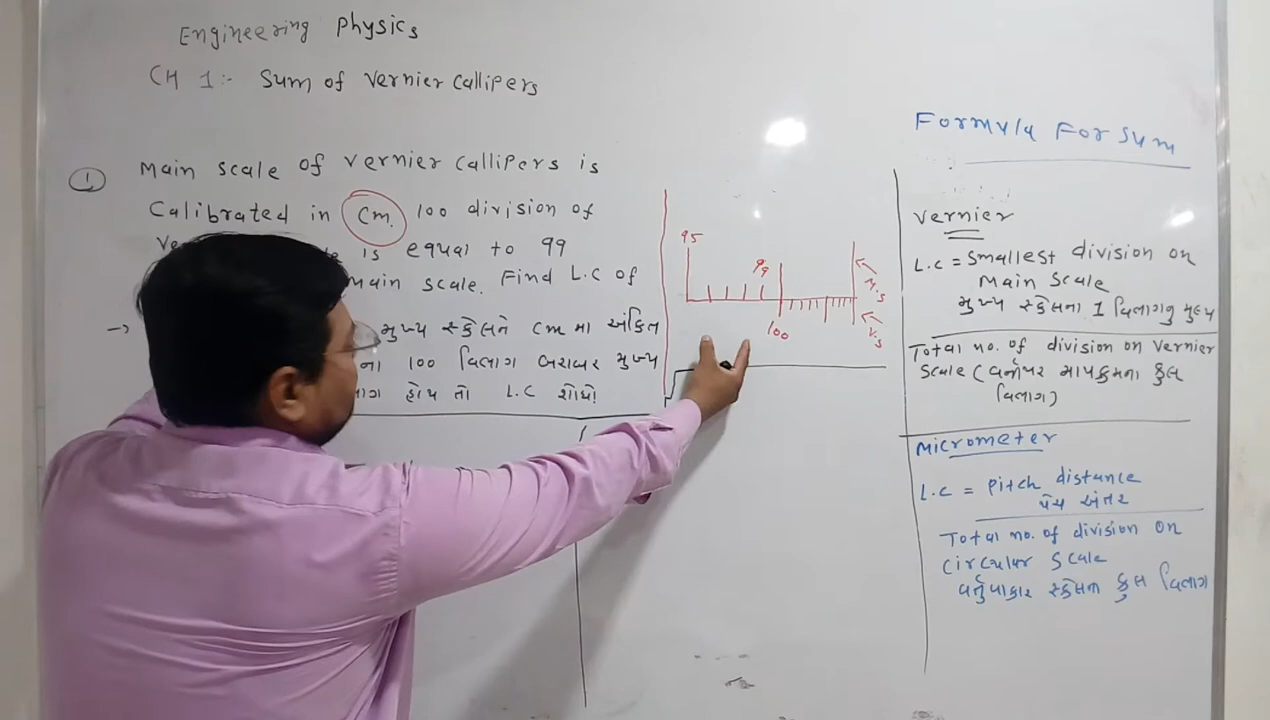 Engineering Physics
CH 1:- Sum of Vernier Callipers
① Main scale of Vernier Callipers is
Calibrated in cm. 100 division of
Ve is equal to 99
main scale. Find L.C of
→ મુખ્ય સ્કેલને cm મા અંકિત
ના 100 વિભાગ બરાબર મુખ્ય
ભાગ હોય તો L.C શોધો!
95
99
100
M.S
V.S
Formula For Sum
Vernier
L.C = Smallest division on
Main Scale
મુખ્ય સ્કેલના 1 વિભાગનુ મુલ્ય
Total no. of division on Vernier
Scale (વર્નીયર માપક્રમના કુલ
વિભાગ)
Micrometer
L.C = Pitch distance
પેચ અંતર
Total no. of division on
Circular Scale
વર્તુળાકાર સ્કેલના કુલ વિભાગ